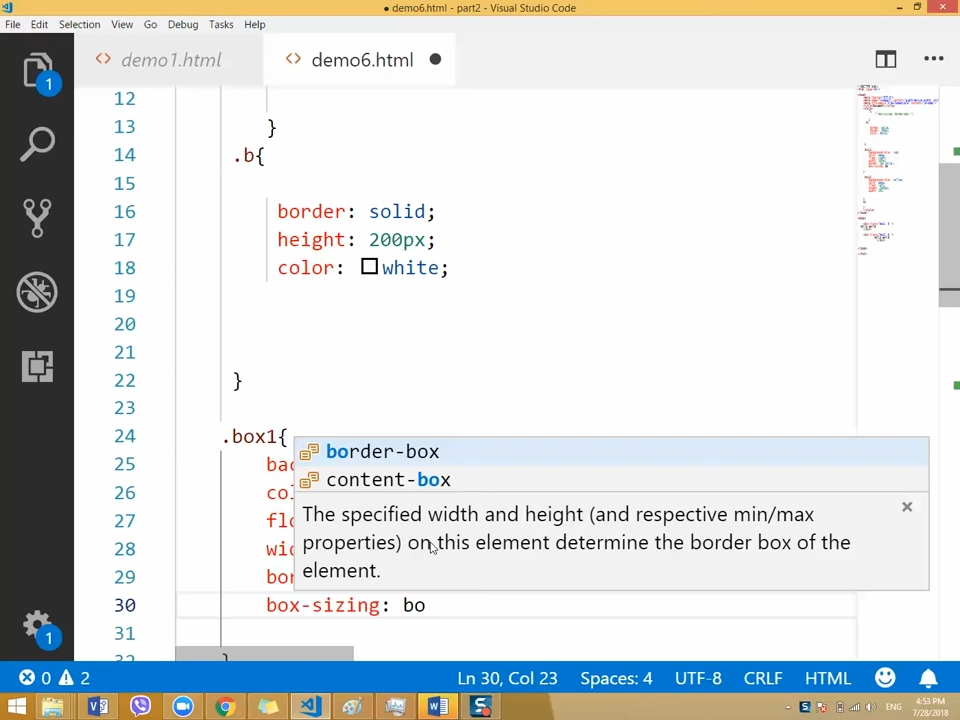 ● demo6.html - part2 - Visual Studio Code
File Edit Selection View Go Debug Tasks Help
1
<> demo1.html <> demo6.html ●
12
13 }
14 .b{
15
16 border: solid;
17 height: 200px;
18 color: white;
19
20
21
22 }
23
24 .box1{
25 bac
26 col
27 flo
28 wid
29 bor
30 box-sizing: bo
31
border-box
content-box
The specified width and height (and respective min/max
properties) on this element determine the border box of the
element.
1
0 2 Ln 30, Col 23 Spaces: 4 UTF-8 CRLF HTML
ENG 4:53 PM
7/28/2018